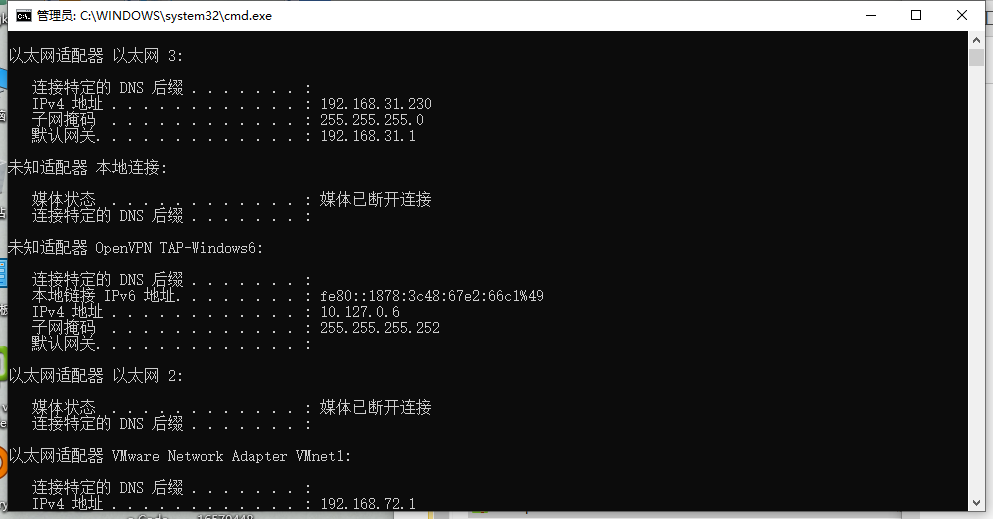 管理员: C:\WINDOWS\system32\cmd.exe
以太网适配器 以太网 3:
连接特定的 DNS 后缀 . . . . . . . :
IPv4 地址 . . . . . . . . . . . . : 192.168.31.230
子网掩码  . . . . . . . . . . . . : 255.255.255.0
默认网关. . . . . . . . . . . . . : 192.168.31.1
未知适配器 本地连接:
媒体状态  . . . . . . . . . . . . : 媒体已断开连接
连接特定的 DNS 后缀 . . . . . . . :
未知适配器 OpenVPN TAP-Windows6:
连接特定的 DNS 后缀 . . . . . . . :
本地链接 IPv6 地址. . . . . . . . : fe80::1878:3c48:67e2:66c1%49
IPv4 地址 . . . . . . . . . . . . : 10.127.0.6
子网掩码  . . . . . . . . . . . . : 255.255.255.252
默认网关. . . . . . . . . . . . . :
以太网适配器 以太网 2:
媒体状态  . . . . . . . . . . . . : 媒体已断开连接
连接特定的 DNS 后缀 . . . . . . . :
以太网适配器 VMware Network Adapter VMnet1:
连接特定的 DNS 后缀 . . . . . . . :
IPv4 地址 . . . . . . . . . . . . : 192.168.72.1